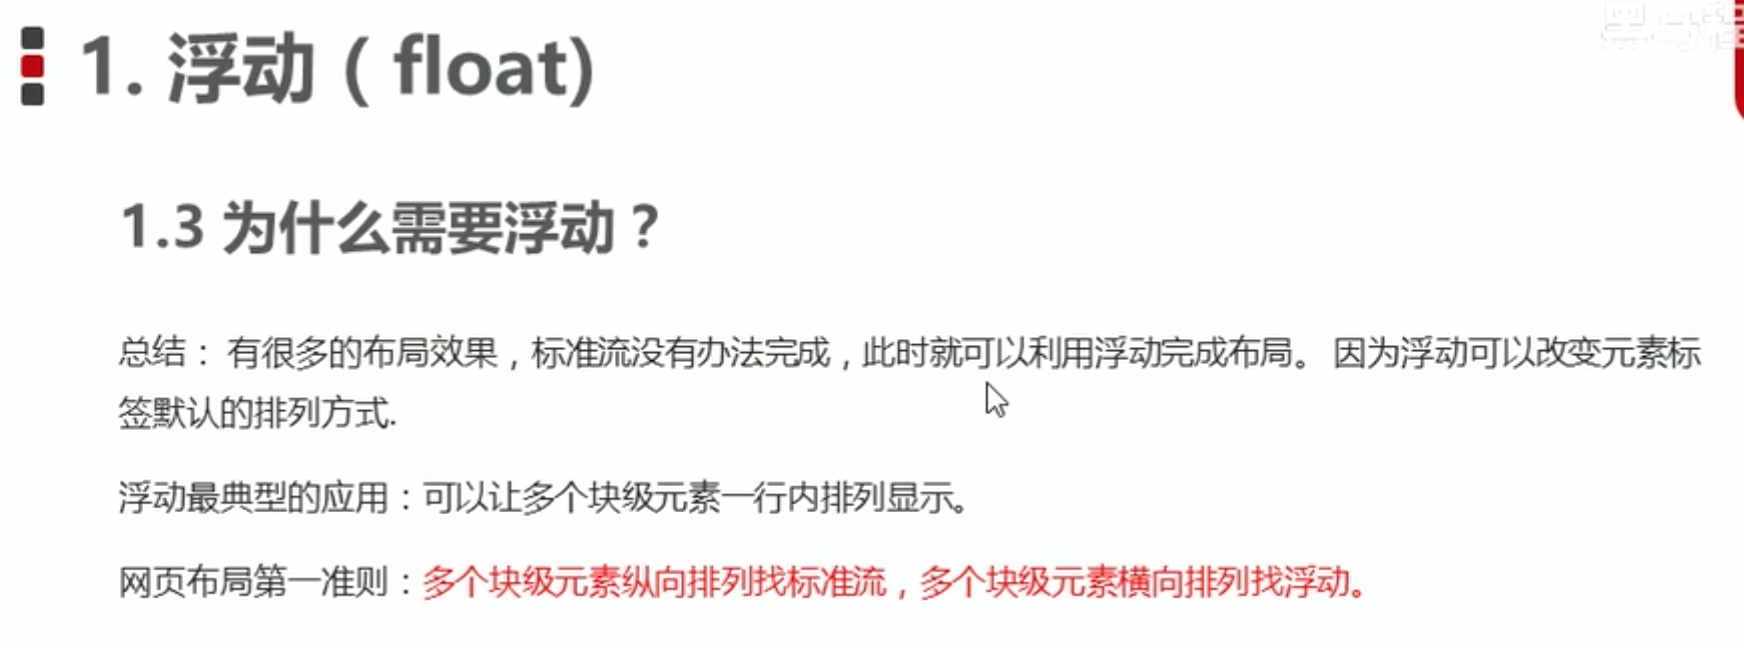 1. 浮动 ( float)
1.3 为什么需要浮动？
总结： 有很多的布局效果，标准流没有办法完成，此时就可以利用浮动完成布局。 因为浮动可以改变元素标
签默认的排列方式.
浮动最典型的应用：可以让多个块级元素一行内排列显示。
网页布局第一准则：多个块级元素纵向排列找标准流，多个块级元素横向排列找浮动。